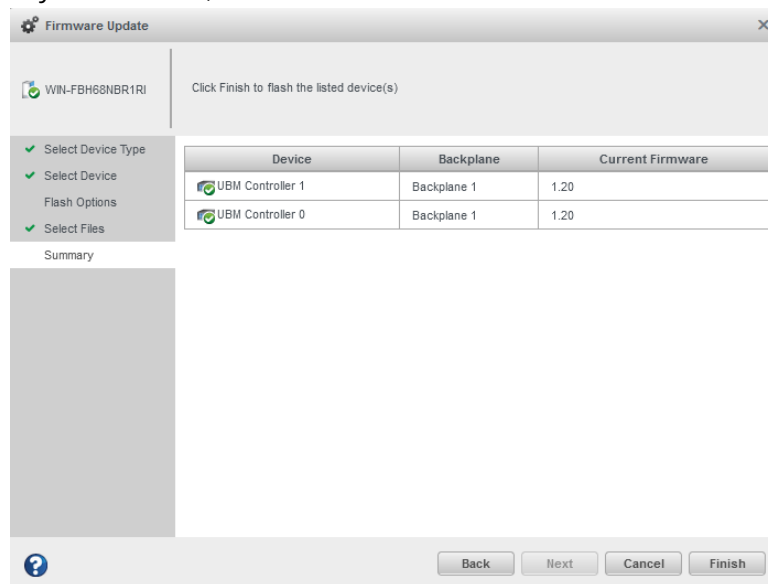 Firmware Update
WIN-FBH68NBR1RI
Click Finish to flash the listed device(s)
Select Device Type
Select Device
Flash Options
Select Files
Summary
Device Backplane Current Firmware
UBM Controller 1 Backplane 1 1.20
UBM Controller 0 Backplane 1 1.20
Back Next Cancel Finish